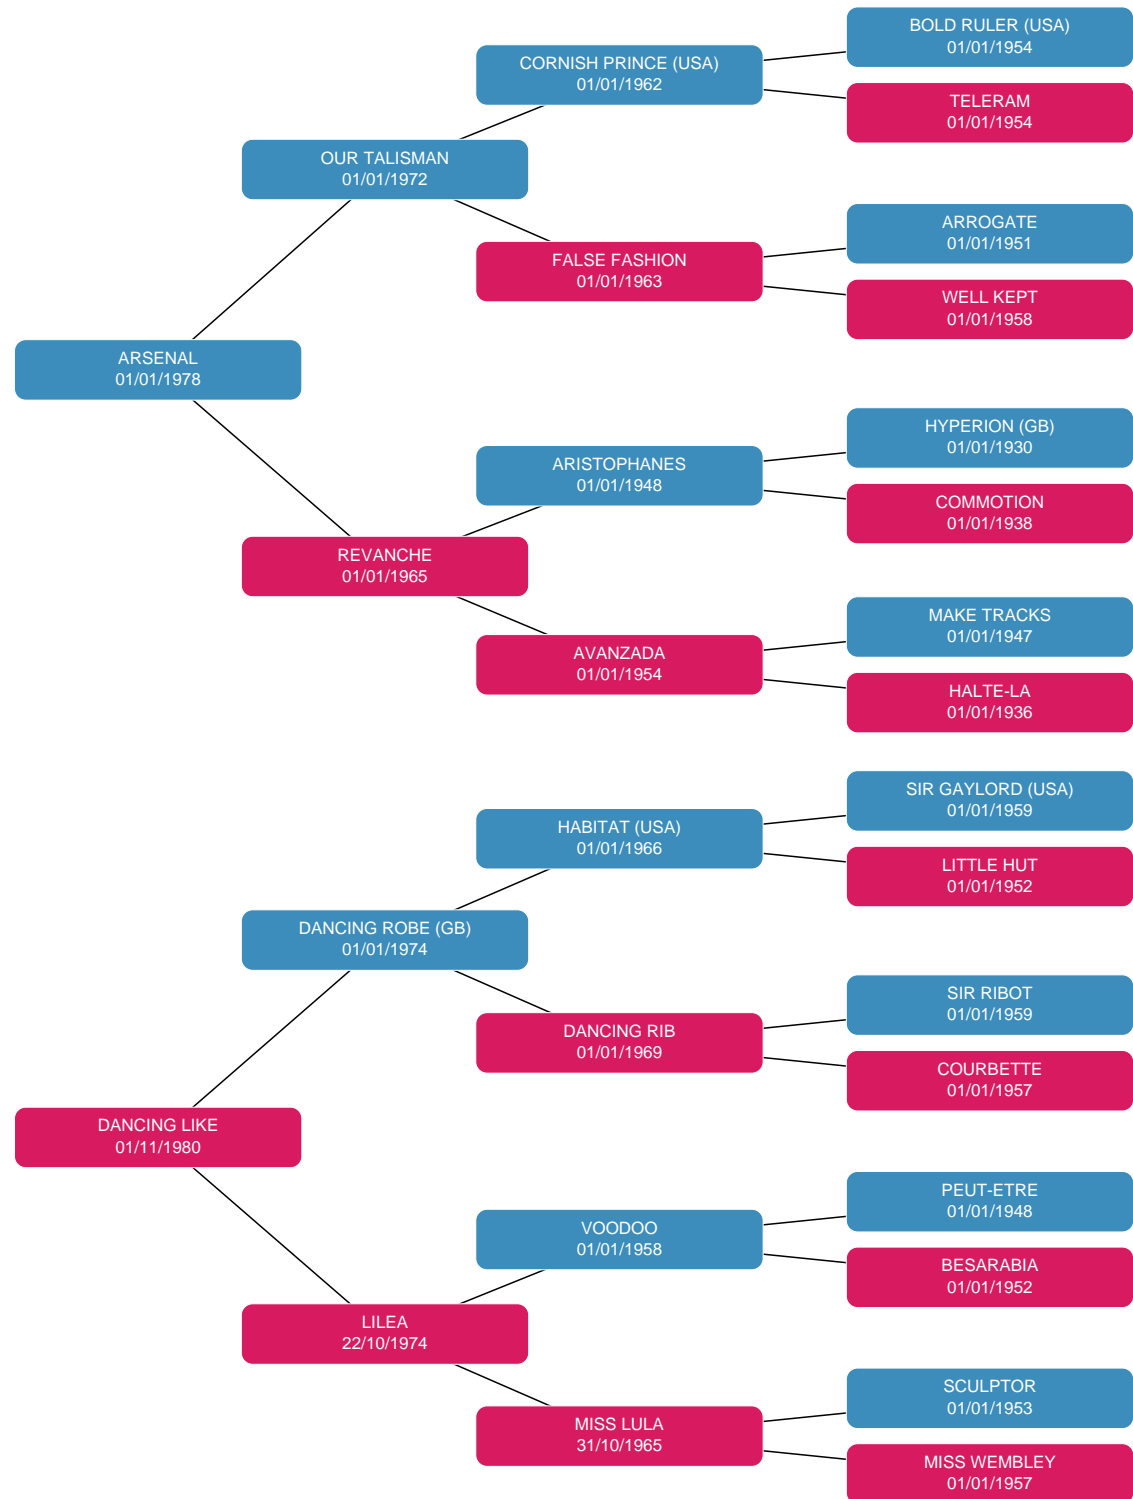 BOLD RULER (USA)
01/01/1954
CORNISH PRINCE (USA)
01/01/1962
TELERAM
01/01/1954
OUR TALISMAN
01/01/1972
ARROGATE
01/01/1951
FALSE FASHION
01/01/1963
WELL KEPT
01/01/1958
ARSENAL
01/01/1978
HYPERION (GB)
01/01/1930
ARISTOPHANES
01/01/1948
COMMOTION
01/01/1938
REVANCHE
01/01/1965
MAKE TRACKS
01/01/1947
AVANZADA
01/01/1954
HALTE-LA
01/01/1936
SIR GAYLORD (USA)
01/01/1959
HABITAT (USA)
01/01/1966
LITTLE HUT
01/01/1952
DANCING ROBE (GB)
01/01/1974
SIR RIBOT
01/01/1959
DANCING RIB
01/01/1969
COURBETTE
01/01/1957
DANCING LIKE
01/11/1980
PEUT-ETRE
01/01/1948
VOODOO
01/01/1958
BESARABIA
01/01/1952
LILEA
22/10/1974
SCULPTOR
01/01/1953
MISS LULA
31/10/1965
MISS WEMBLEY
01/01/1957